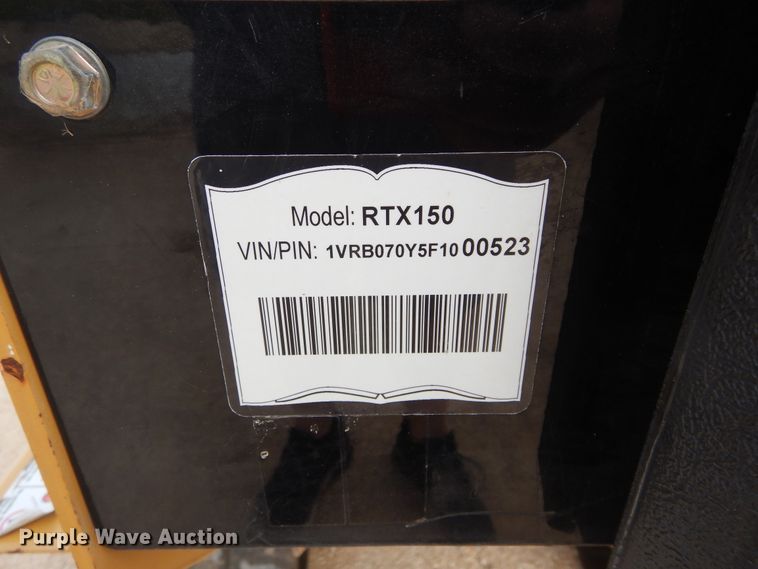 Model: RTX150
VIN/PIN: 1VRB070Y5F1000523
Purple Wave Auction®